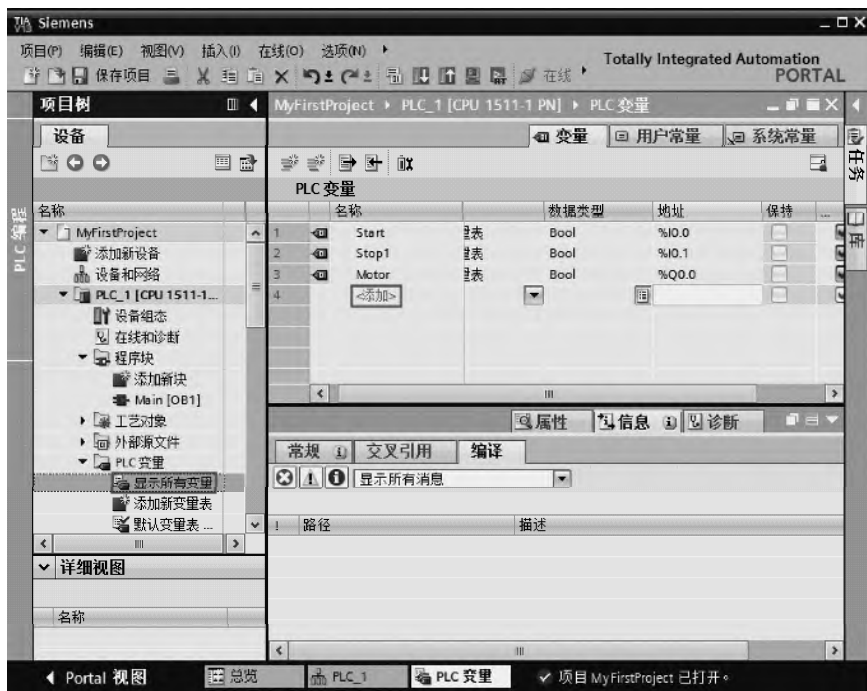 Siemens
项目(P) 编辑(E) 视图(V) 插入(I) 在线(O) 选项(N)
Totally Integrated Automation
PORTAL
保存项目 在线
项目树
MyFirstProject PLC_1 [CPU 1511-1 PN] PLC 变量
设备
变量 用户常量 系统常量
任务
库
PLC 编程
PLC 变量
名称
名称 数据类型 地址 保持 ...
MyFirstProject
1 Start 量表 Bool %I0.0
添加新设备
2 Stop1 量表 Bool %I0.1
设备和网络
3 Motor 量表 Bool %Q0.0
PLC_1 [CPU 1511-1...
4 <添加>
设备组态
在线和诊断
程序块
添加新块
Main [OB1]
工艺对象
外部源文件
PLC 变量
显示所有变量
添加新变量表
默认变量表 ...
属性 信息 诊断
常规 交叉引用 编译
显示所有消息
! 路径 描述
详细视图
名称
Portal 视图 总览 PLC_1 PLC 变量 项目 MyFirstProject 已打开。